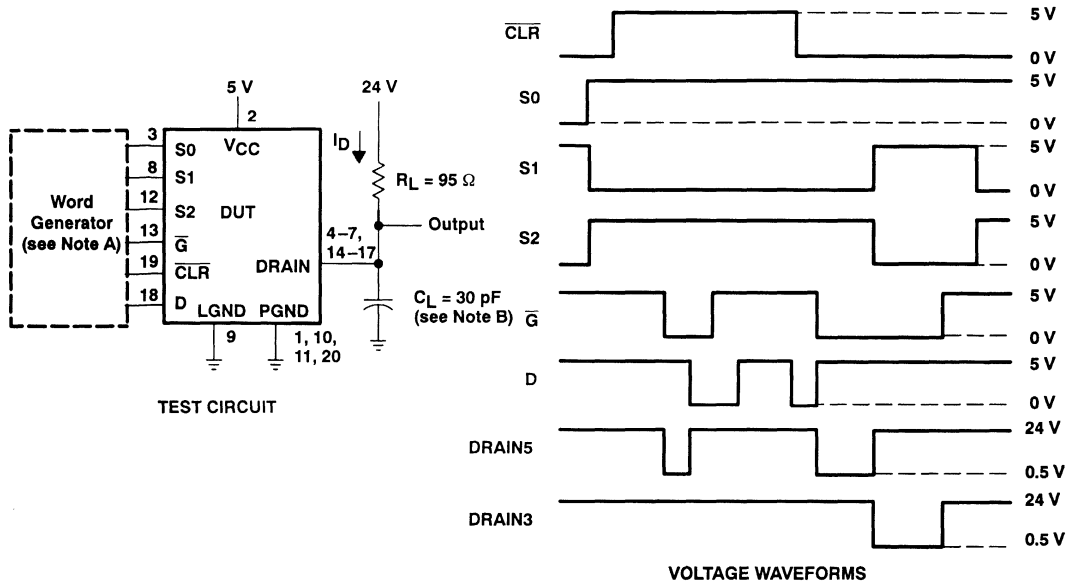 5 V
2
24 V
3
S0
VCC
ID
8
S1
RL = 95 Ω
Word
Generator
(see Note A)
12
S2
DUT
Output
13
G
4–7,
14–17
19
CLR
DRAIN
18
D
CL = 30 pF
(see Note B)
LGND
PGND
9
1, 10,
11, 20
TEST CIRCUIT
CLR
5 V
0 V
S0
5 V
0 V
S1
5 V
0 V
S2
5 V
0 V
G
5 V
0 V
D
5 V
0 V
DRAIN5
24 V
0.5 V
DRAIN3
24 V
0.5 V
VOLTAGE WAVEFORMS